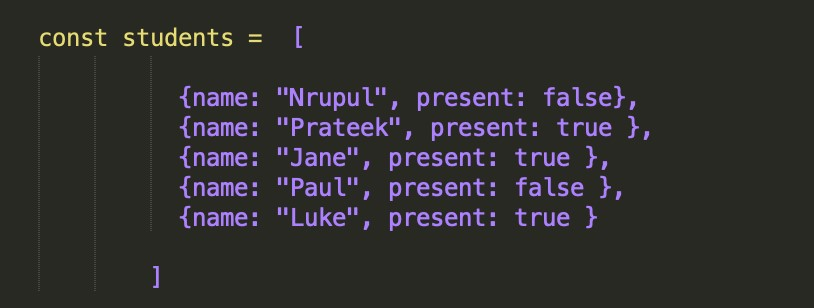 const students =  [
{name: "Nrupul", present: false},
{name: "Prateek", present: true },
{name: "Jane", present: true },
{name: "Paul", present: false },
{name: "Luke", present: true }
]